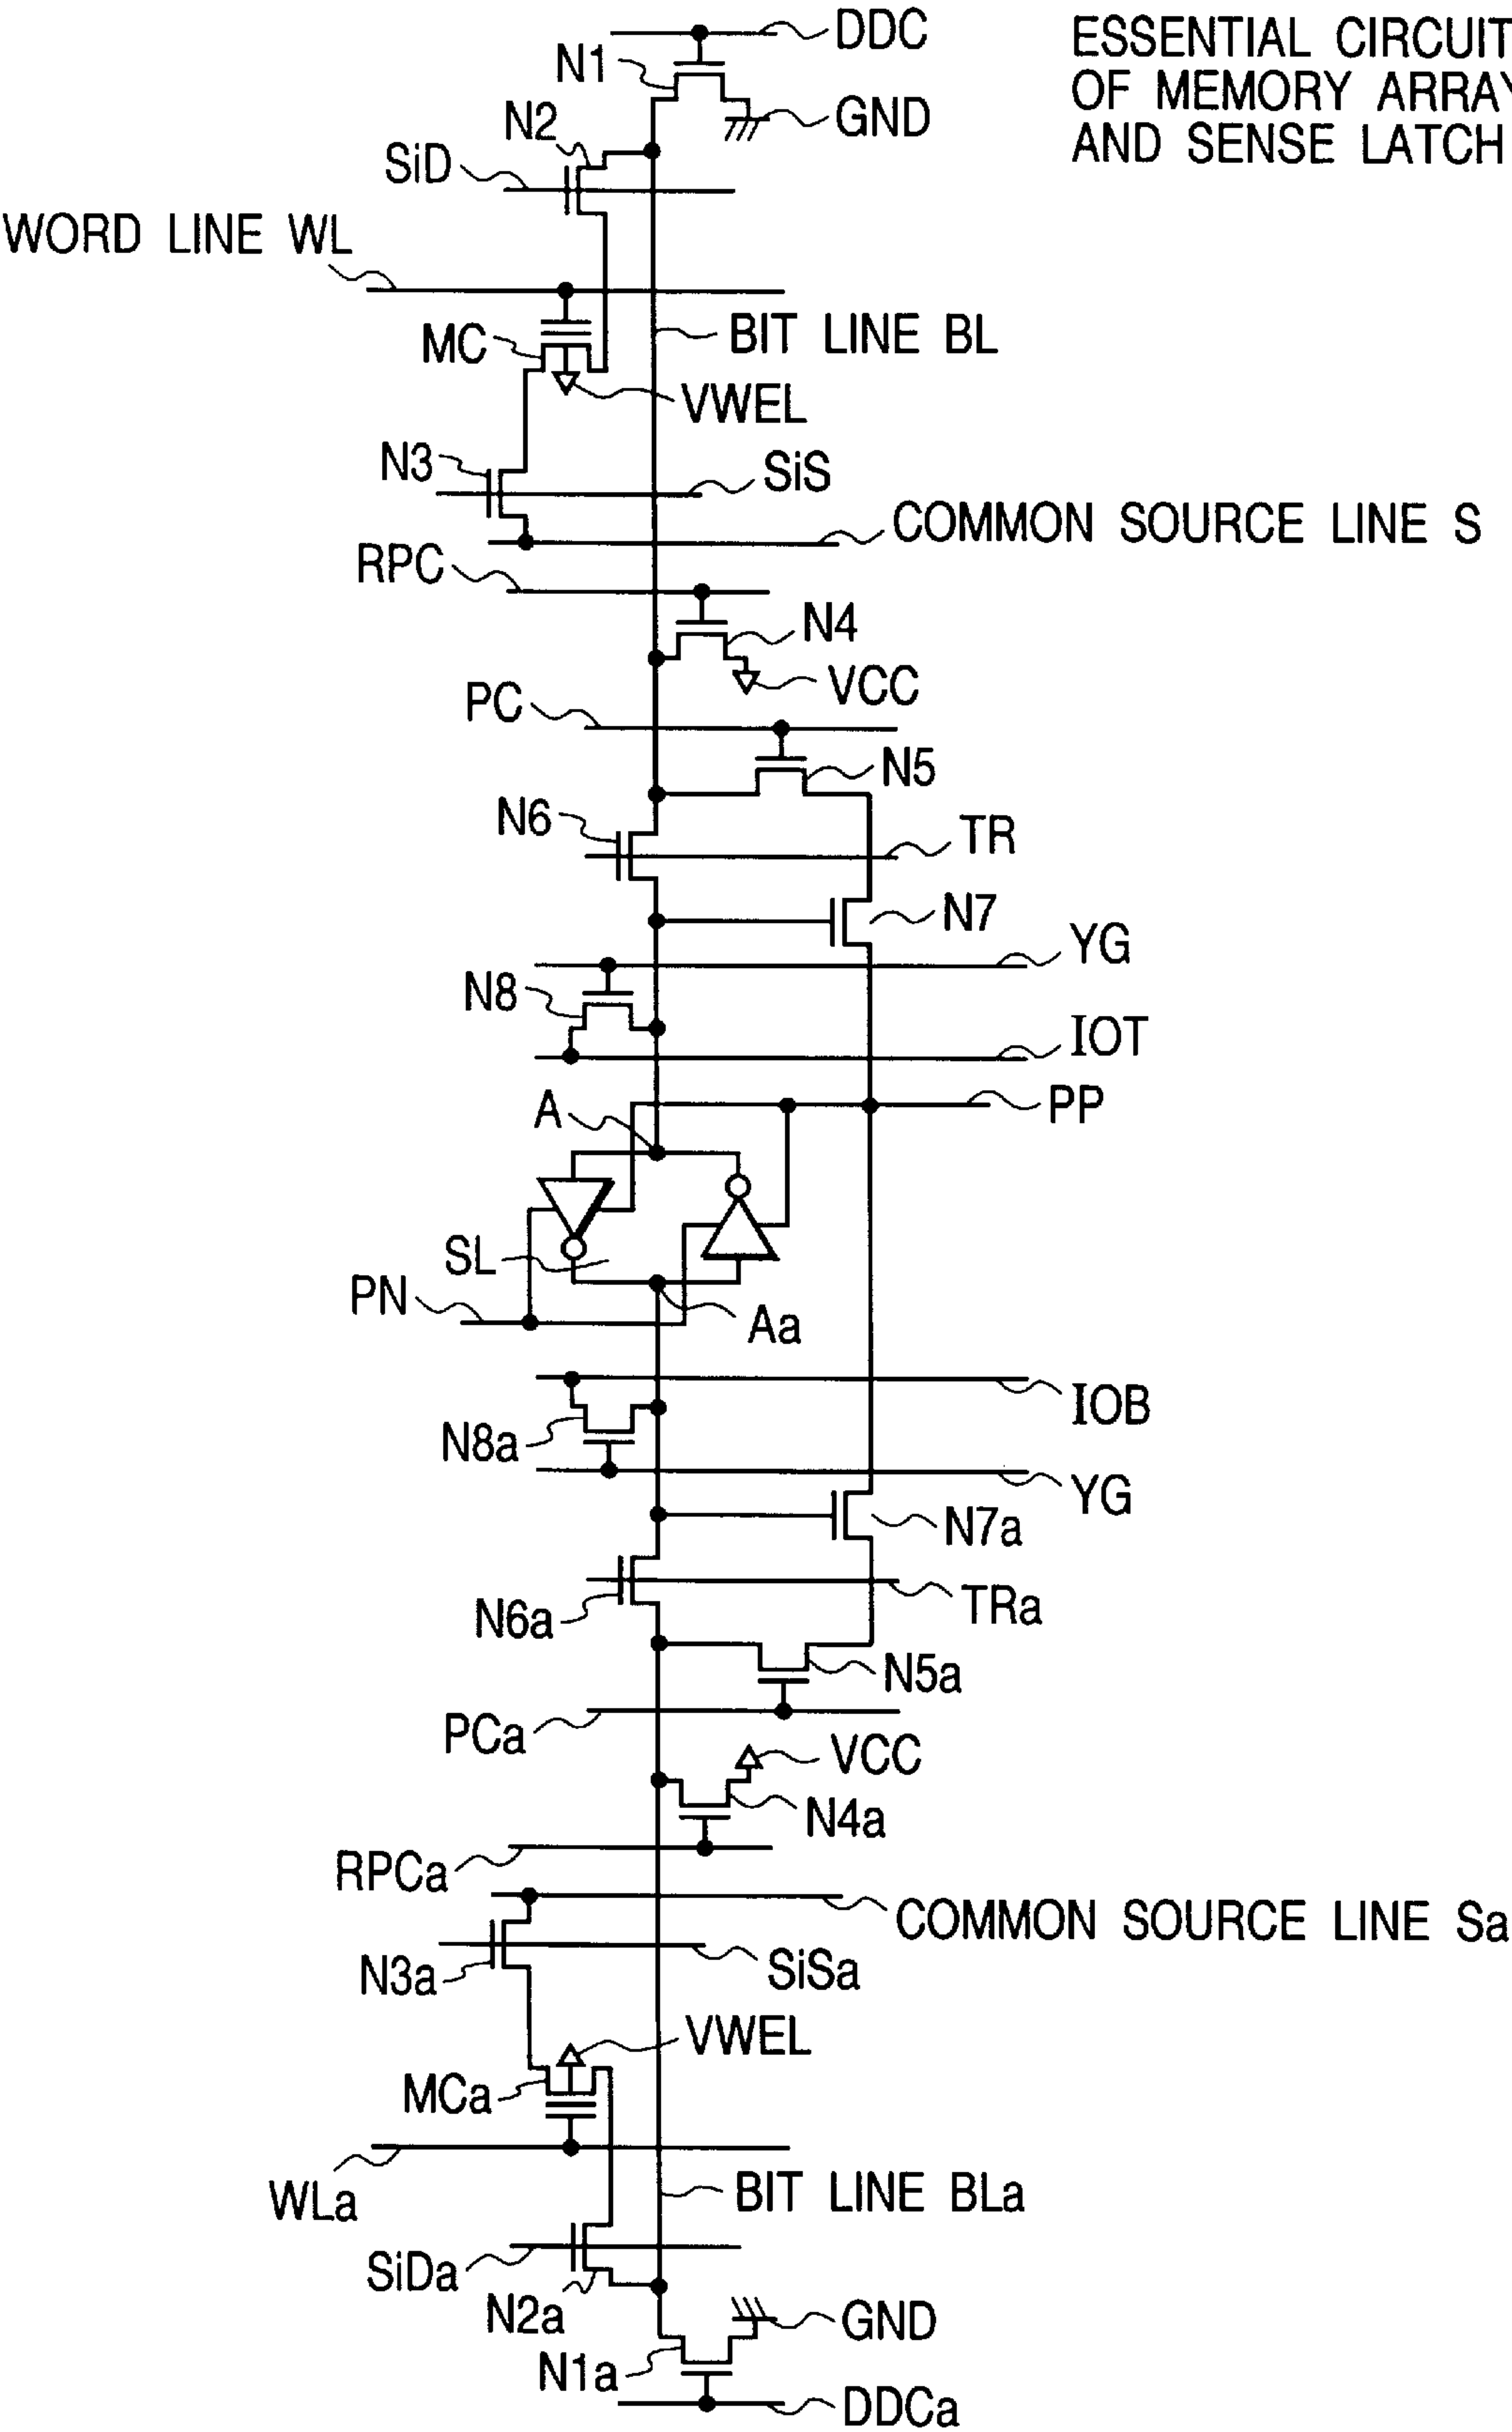 DDC
ESSENTIAL CIRCUIT
OF MEMORY ARRAY
AND SENSE LATCH
N1
GND
N2
SiD
WORD LINE WL
BIT LINE BL
MC
VWEL
N3
SiS
COMMON SOURCE LINE S
RPC
N4
VCC
PC
N5
N6
TR
N7
YG
N8
IOT
A
PP
SL
PN
Aa
IOB
N8a
YG
N7a
TRa
N6a
N5a
PCa
VCC
N4a
RPCa
COMMON SOURCE LINE Sa
N3a
SiSa
VWEL
MCa
WLa
BIT LINE BLa
SiDa
N2a
GND
N1a
DDCa